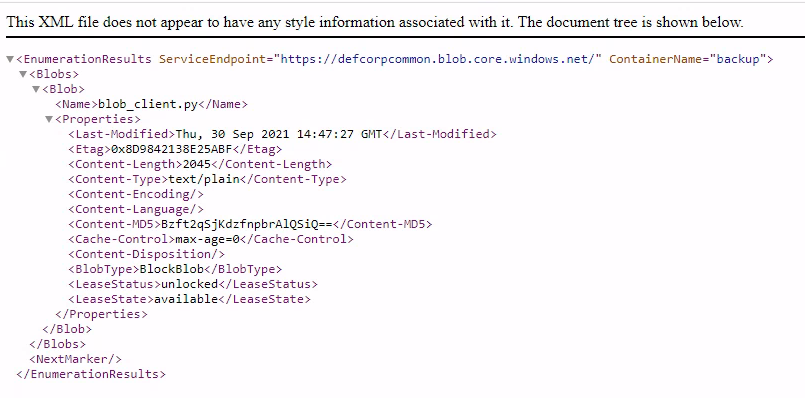 This XML file does not appear to have any style information associated with it. The document tree is shown below.
▼<EnumerationResults ServiceEndpoint="https://defcorpcommon.blob.core.windows.net/" ContainerName="backup">
▼<Blobs>
▼<Blob>
<Name>blob_client.py</Name>
▼<Properties>
<Last-Modified>Thu, 30 Sep 2021 14:47:27 GMT</Last-Modified>
<Etag>0x8D9842138E25ABF</Etag>
<Content-Length>2045</Content-Length>
<Content-Type>text/plain</Content-Type>
<Content-Encoding/>
<Content-Language/>
<Content-MD5>Bzft2qSjKdzfnpbrAlQSiQ==</Content-MD5>
<Cache-Control>max-age=0</Cache-Control>
<Content-Disposition/>
<BlobType>BlockBlob</BlobType>
<LeaseStatus>unlocked</LeaseStatus>
<LeaseState>available</LeaseState>
</Properties>
</Blob>
</Blobs>
<NextMarker/>
</EnumerationResults>